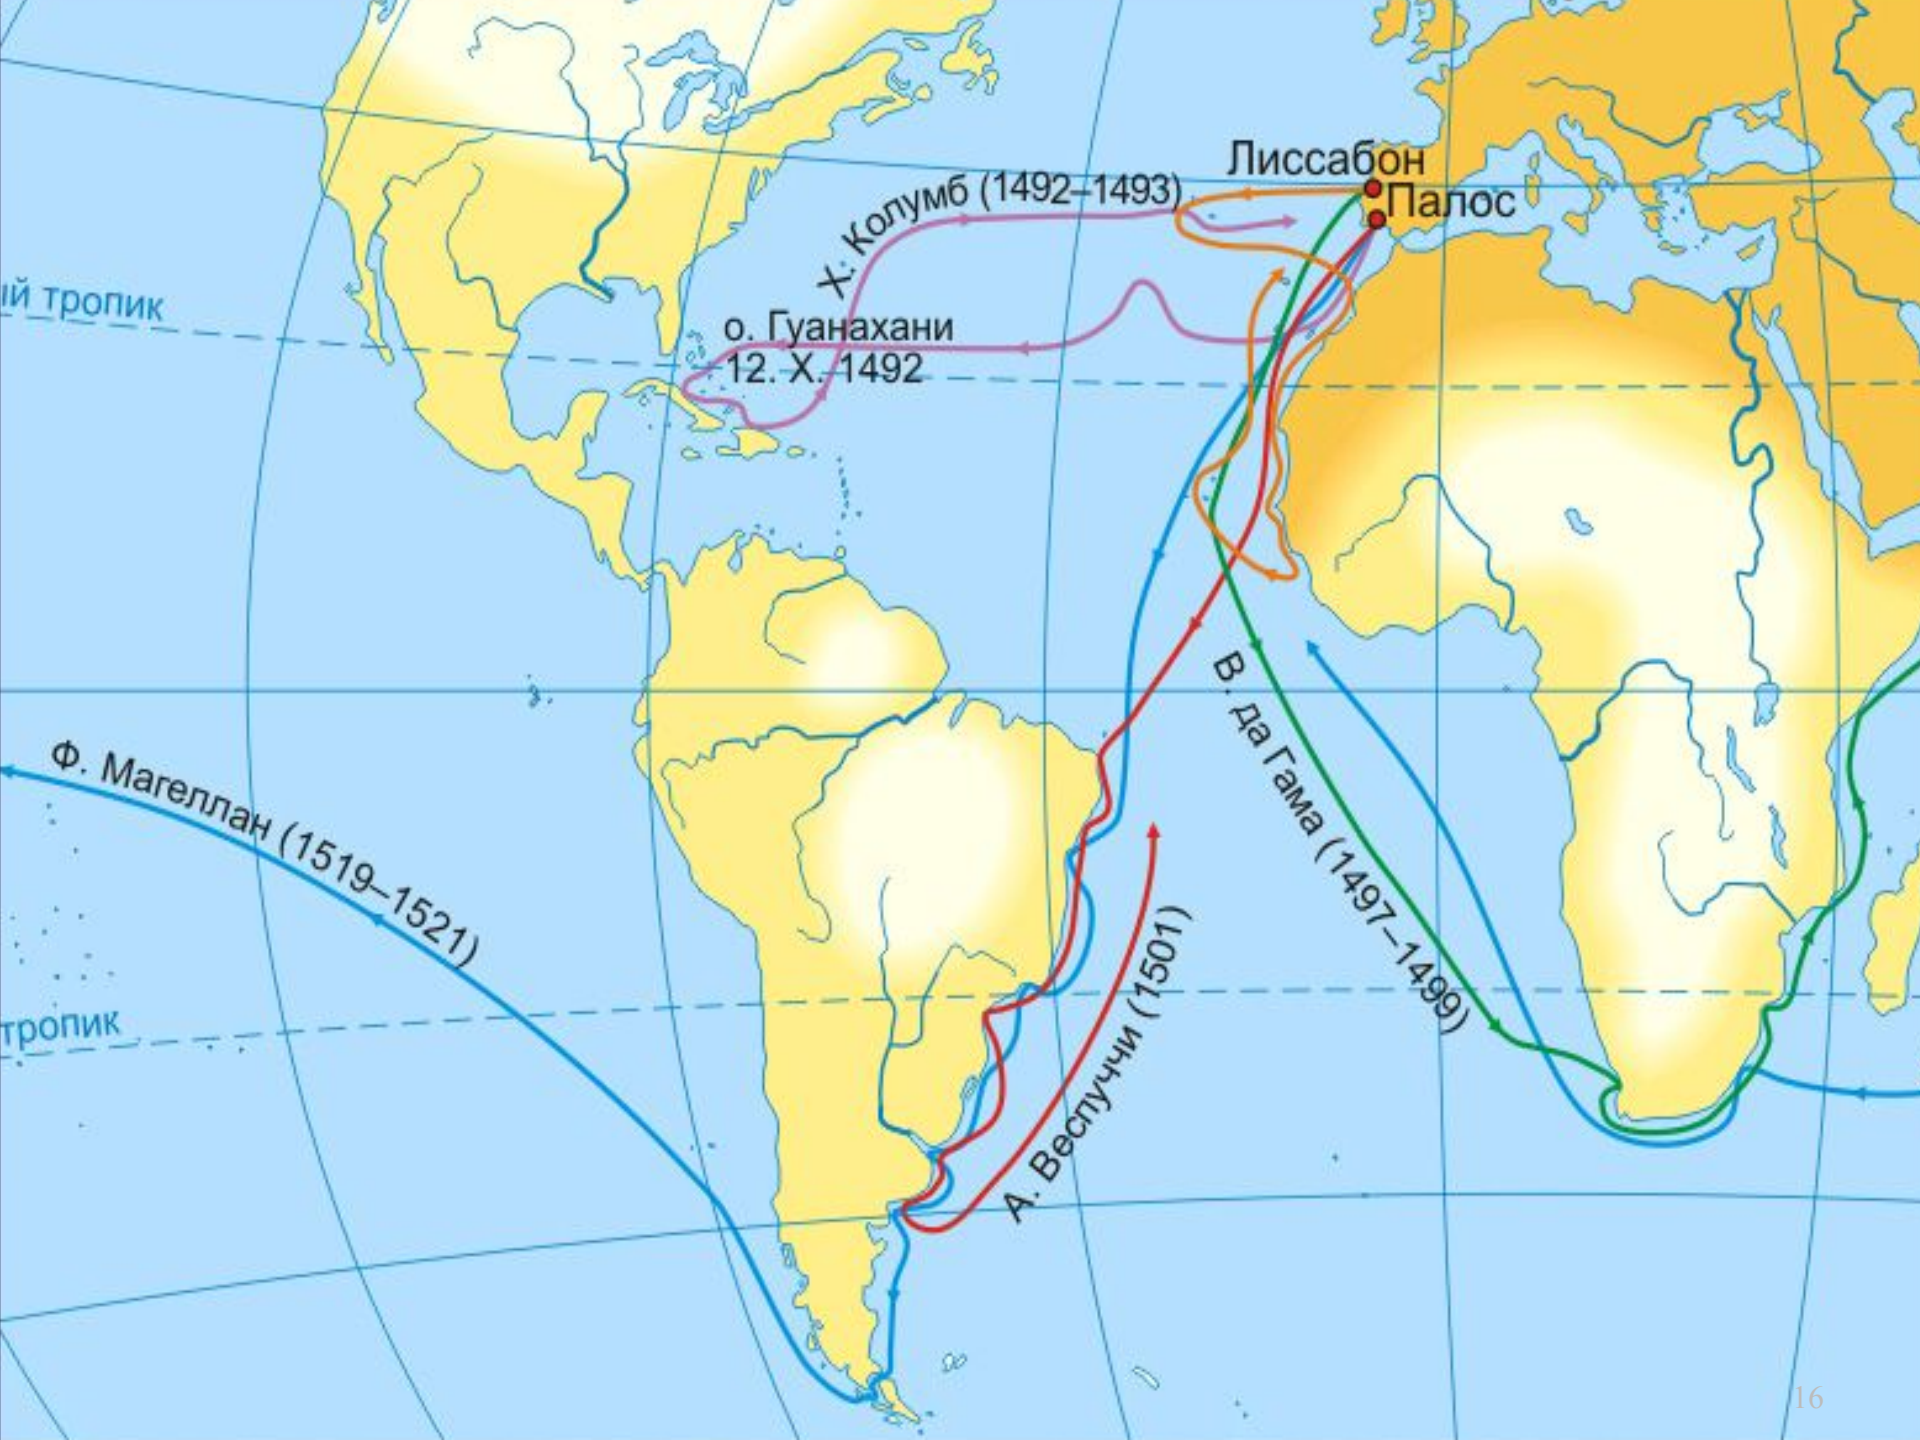 Лиссабон
Палос
Х. Колумб (1492–1493)
ый тропик
о. Гуанахани
12. X. 1492
В. да Гама (1497–1499)
Ф. Магеллан (1519–1521)
А. Веспуччи (1501)
тропик
16